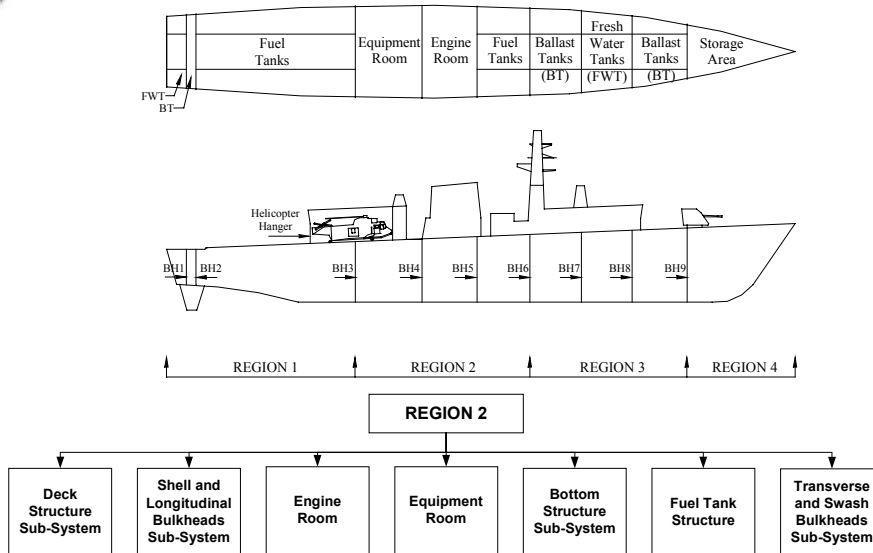 Fuel
Tanks
Equipment
Room
Engine
Room
Fuel
Tanks
Ballast
Tanks
(BT)
Fresh
Water
Tanks
(FWT)
Ballast
Tanks
(BT)
Storage
Area
FWT
BT
Helicopter
Hanger
BH1
BH2
BH3
BH4
BH5
BH6
BH7
BH8
BH9
REGION 1
REGION 2
REGION 3
REGION 4
REGION 2
Deck
Structure
Sub-System
Shell and
Longitudinal
Bulkheads
Sub-System
Engine
Room
Equipment
Room
Bottom
Structure
Sub-System
Fuel Tank
Structure
Transverse
and Swash
Bulkheads
Sub-System